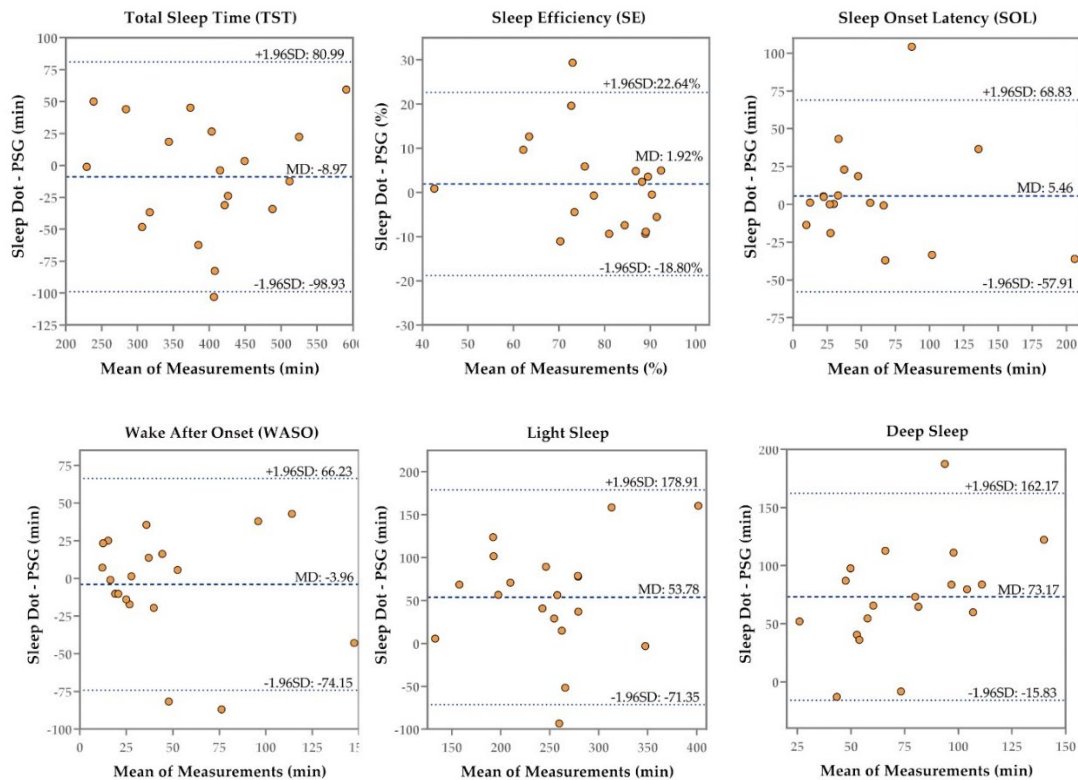 Total Sleep Time (TST)
Sleep Dot - PSG (min)
100
75
50
25
0
-25
-50
-75
-100
-125
+1.96SD: 80.99
MD: -8.97
-1.96SD: -98.93
200 250 300 350 400 450 500 550 600
Mean of Measurements (min)
Sleep Efficiency (SE)
Sleep Dot - PSG (%)
30
20
10
0
-10
-20
-30
+1.96SD:22.64%
MD: 1.92%
-1.96SD: -18.80%
40 50 60 70 80 90 100
Mean of Measurements (%)
Sleep Onset Latency (SOL)
Sleep Dot - PSG (min)
100
75
50
25
0
-25
-50
-75
+1.96SD: 68.83
MD: 5.46
-1.96SD: -57.91
0 25 50 75 100 125 150 175 200
Mean of Measurements (min)
Wake After Onset (WASO)
Sleep Dot - PSG (min)
75
50
25
0
-25
-50
-75
-100
+1.96SD: 66.23
MD: -3.96
-1.96SD: -74.15
0 25 50 75 100 125 150
Mean of Measurements (min)
Light Sleep
Sleep Dot - PSG (min)
200
150
100
50
0
-50
-100
+1.96SD: 178.91
MD: 53.78
-1.96SD: -71.35
150 200 250 300 350 400
Mean of Measurements (min)
Deep Sleep
Sleep Dot - PSG (min)
200
150
100
50
0
+1.96SD: 162.17
MD: 73.17
-1.96SD: -15.83
25 50 75 100 125 150
Mean of Measurements (min)